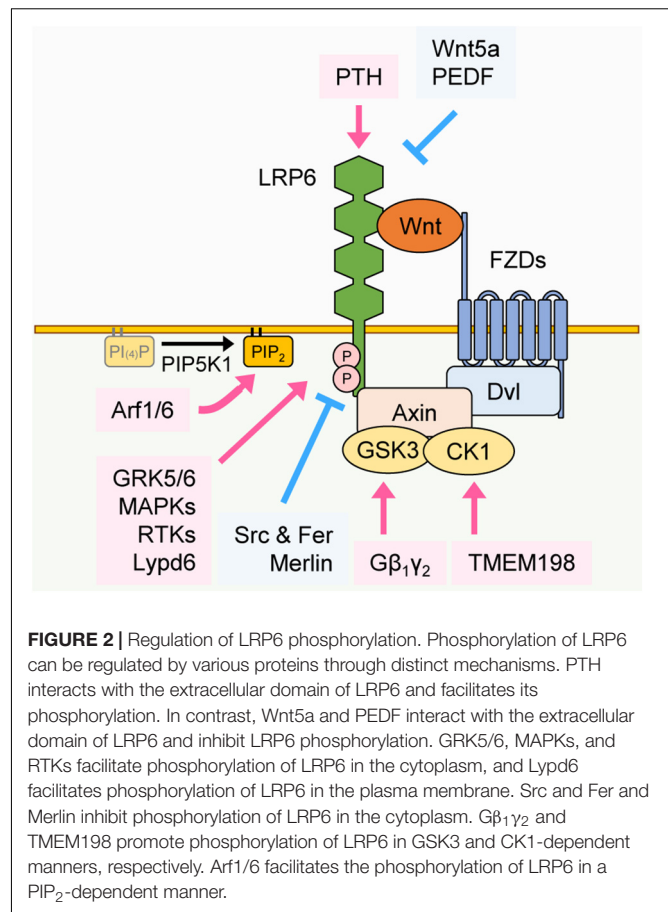 PTH
Wnt5a
PEDF
LRP6
Wnt
FZDs
PI(4)P
PIP5K1
PIP₂
P
P
Dvl
Axin
Arf1/6
GSK3
CK1
GRK5/6
MAPKs
RTKs
Lypd6
Src & Fer
Merlin
Gβ₁γ₂
TMEM198
FIGURE 2 | Regulation of LRP6 phosphorylation. Phosphorylation of LRP6
can be regulated by various proteins through distinct mechanisms. PTH
interacts with the extracellular domain of LRP6 and facilitates its
phosphorylation. In contrast, Wnt5a and PEDF interact with the extracellular
domain of LRP6 and inhibit LRP6 phosphorylation. GRK5/6, MAPKs, and
RTKs facilitate phosphorylation of LRP6 in the cytoplasm, and Lypd6
facilitates phosphorylation of LRP6 in the plasma membrane. Src and Fer and
Merlin inhibit phosphorylation of LRP6 in the cytoplasm. Gβ₁γ₂ and
TMEM198 promote phosphorylation of LRP6 in GSK3 and CK1-dependent
manners, respectively. Arf1/6 facilitates the phosphorylation of LRP6 in a
PIP₂-dependent manner.